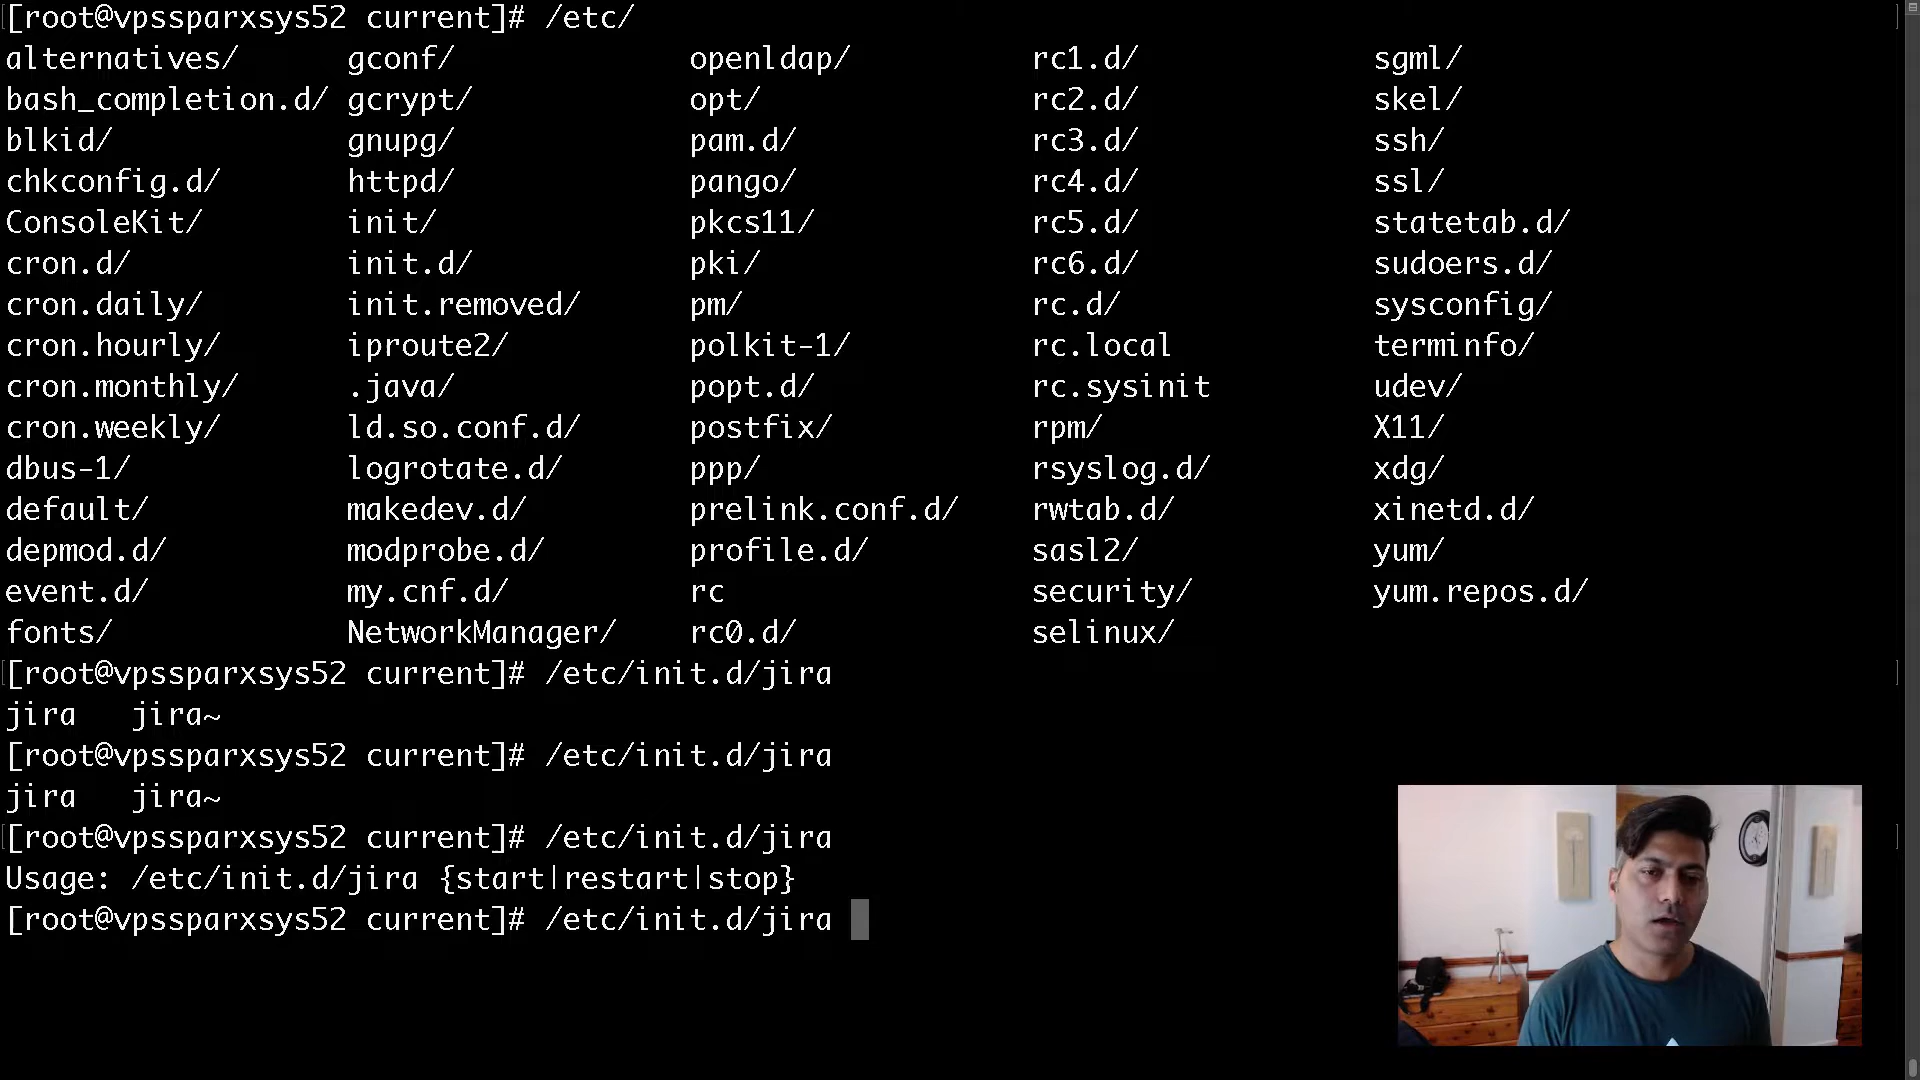 [root@vpssparxsys52 current]# /etc/
alternatives/ gconf/ openldap/ rc1.d/ sgml/
bash_completion.d/ gcrypt/ opt/ rc2.d/ skel/
blkid/ gnupg/ pam.d/ rc3.d/ ssh/
chkconfig.d/ httpd/ pango/ rc4.d/ ssl/
ConsoleKit/ init/ pkcs11/ rc5.d/ statetab.d/
cron.d/ init.d/ pki/ rc6.d/ sudoers.d/
cron.daily/ init.removed/ pm/ rc.d/ sysconfig/
cron.hourly/ iproute2/ polkit-1/ rc.local terminfo/
cron.monthly/ .java/ popt.d/ rc.sysinit udev/
cron.weekly/ ld.so.conf.d/ postfix/ rpm/ X11/
dbus-1/ logrotate.d/ ppp/ rsyslog.d/ xdg/
default/ makedev.d/ prelink.conf.d/ rwtab.d/ xinetd.d/
depmod.d/ modprobe.d/ profile.d/ sasl2/ yum/
event.d/ my.cnf.d/ rc security/ yum.repos.d/
fonts/ NetworkManager/ rc0.d/ selinux/
[root@vpssparxsys52 current]# /etc/init.d/jira
jira jira~
[root@vpssparxsys52 current]# /etc/init.d/jira
jira jira~
[root@vpssparxsys52 current]# /etc/init.d/jira
Usage: /etc/init.d/jira {start|restart|stop}
[root@vpssparxsys52 current]# /etc/init.d/jira